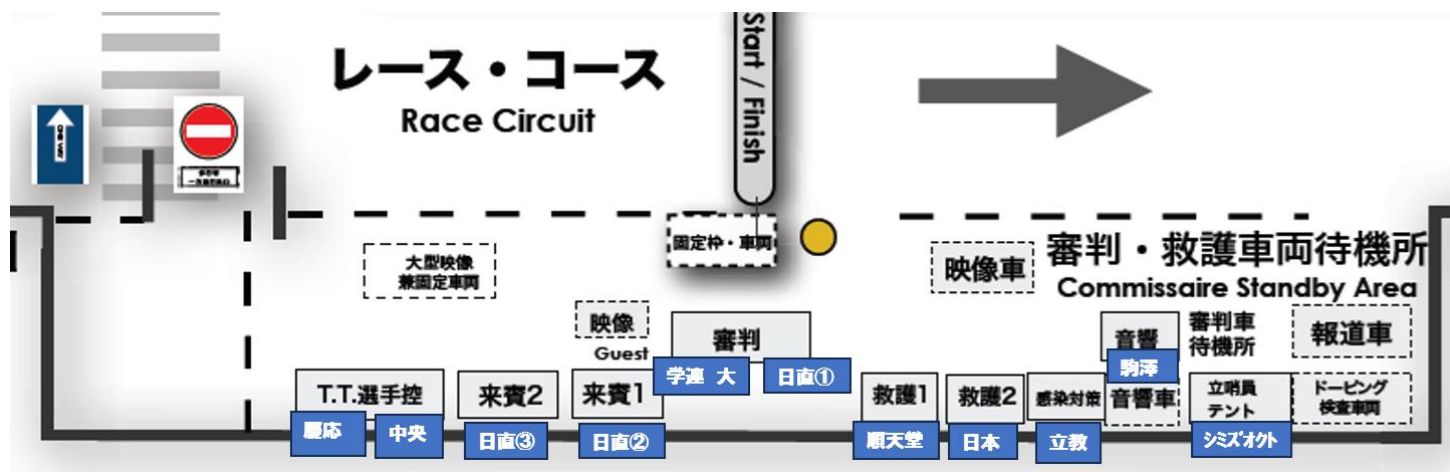 レース・コース
Race Circuit
Start / Finish
ONE WAY
固定枠・車両
大型映像
兼固定車両
映像車
審判・救護車両待機所
Commissaire Standby Area
映像
Guest
審判
音響
審判車
待機所
報道車
学連 大
日直①
駒澤
T.T.選手控
来賓2
来賓1
救護1
救護2
感染対策
音響車
立哨員
テント
ドーピング
検査車両
慶応
中央
日直③
日直②
順天堂
日本
立教
シミズオクト